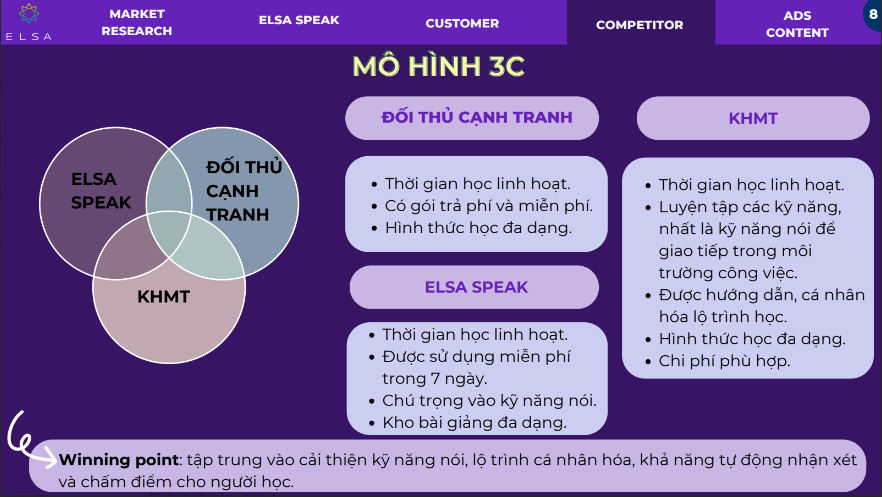 ELSA
MARKET
RESEARCH
ELSA SPEAK
CUSTOMER
COMPETITOR
ADS
CONTENT
8
MÔ HÌNH 3C
ELSA
SPEAK
ĐỐI THỦ
CẠNH
TRANH
KHMT
ĐỐI THỦ CẠNH TRANH
• Thời gian học linh hoạt.
• Có gói trả phí và miễn phí.
• Hình thức học đa dạng.
ELSA SPEAK
• Thời gian học linh hoạt.
• Được sử dụng miễn phí
trong 7 ngày.
• Chú trọng vào kỹ năng nói.
• Kho bài giảng đa dạng.
KHMT
• Thời gian học linh hoạt.
• Luyện tập các kỹ năng,
nhất là kỹ năng nói để
giao tiếp trong môi
trường công việc.
• Được hướng dẫn, cá nhân
hóa lộ trình học.
• Hình thức học đa dạng.
• Chi phí phù hợp.
Winning point: tập trung vào cải thiện kỹ năng nói, lộ trình cá nhân hóa, khả năng tự động nhận xét
và chấm điểm cho người học.